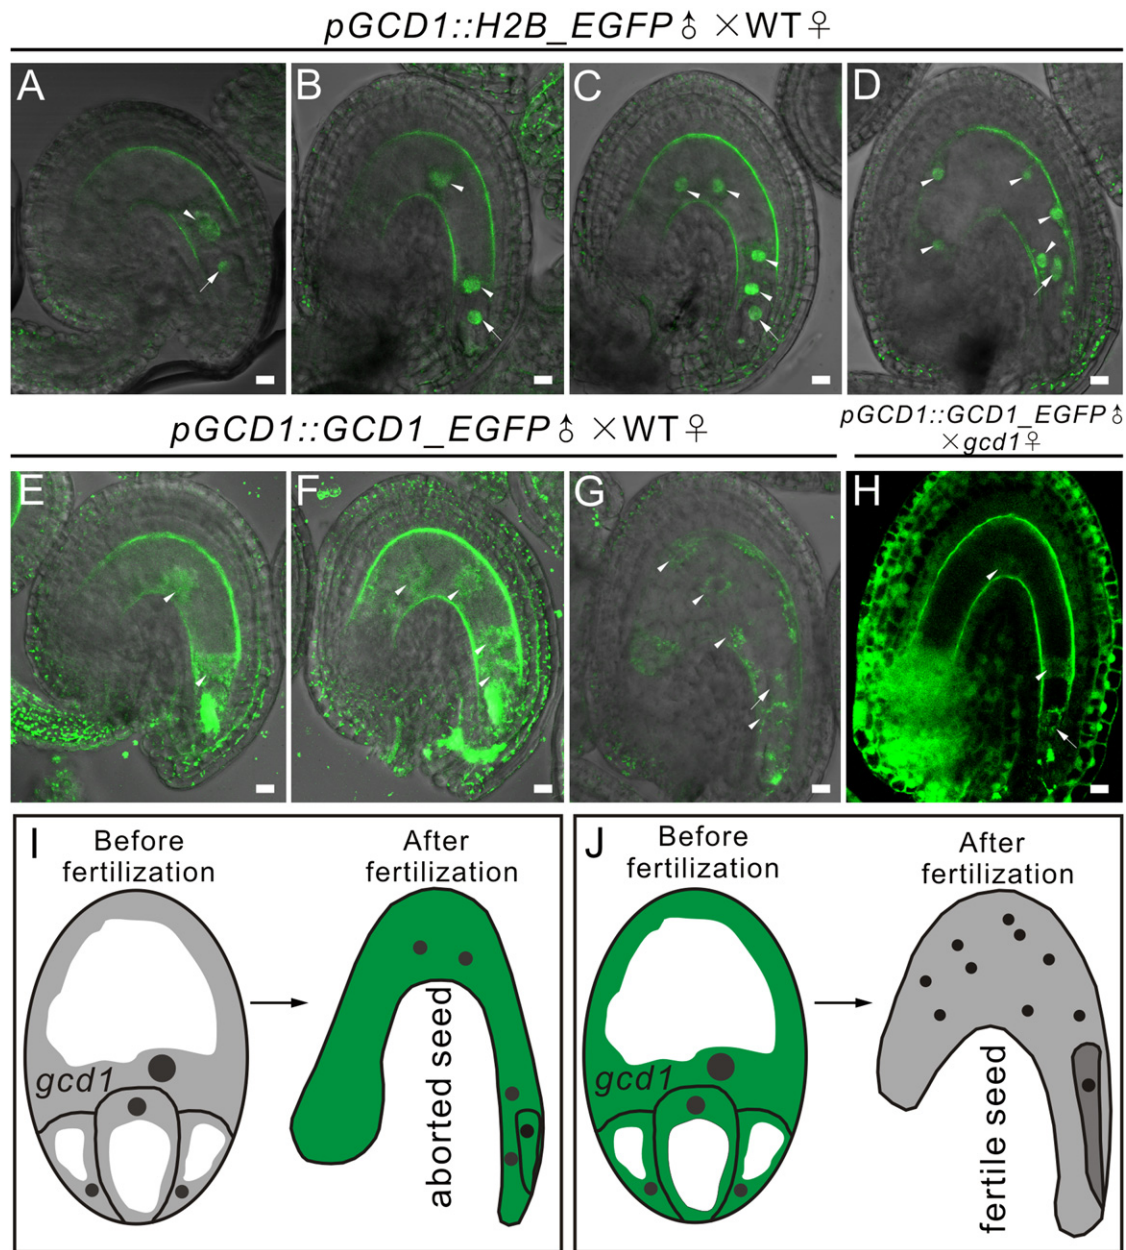 pGCD1::H2B_EGFP♂ ×WT♀
A B C D
pGCD1::GCD1_EGFP♂ ×WT♀
pGCD1::GCD1_EGFP♂
×gcd1♀
E F G H
I Before fertilization
After fertilization
gcd1
aborted seed
J Before fertilization
After fertilization
gcd1
fertile seed